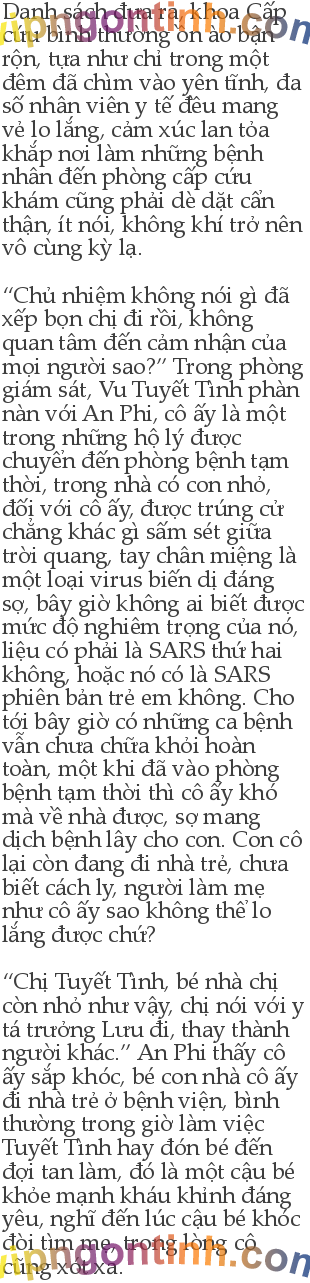 Danh sách đưa ra, khoa Cấp
cứu bình thường ồn ào bận
rộn, tựa như chỉ trong một
đêm đã chìm vào yên tĩnh, đa
số nhân viên y tế đều mang
vẻ lo lắng, cảm xúc lan tỏa
khắp nơi làm những bệnh
nhân đến phòng cấp cứu
khám cũng phải dè dặt cẩn
thận, ít nói, không khí trở nên
vô cùng kỳ lạ.
“Chủ nhiệm không nói gì đã
xếp bọn chị đi rồi, không
quan tâm đến cảm nhận của
mọi người sao?” Trong phòng
giám sát, Vu Tuyết Tình phàn
nàn với An Phi, cô ấy là một
trong những hộ lý được
chuyển đến phòng bệnh tạm
thời, trong nhà có con nhỏ,
đối với cô ấy, được trúng cử
chẳng khác gì sấm sét giữa
trời quang, tay chân miệng là
một loại virus biến dị đáng
sợ, bây giờ không ai biết được
mức độ nghiêm trọng của nó,
liệu có phải là SARS thứ hai
không, hoặc nó có là SARS
phiên bản trẻ em không. Cho
tới bây giờ có những ca bệnh
vẫn chưa chữa khỏi hoàn
toàn, một khi đã vào phòng
bệnh tạm thời thì cô ấy khó
mà về nhà được, sợ mang
dịch bệnh lây cho con. Con cô
lại còn đang đi nhà trẻ, chưa
biết cách ly, người làm mẹ
như cô ấy sao không thể lo
lắng được chứ?
“Chị Tuyết Tình, bé nhà chị
còn nhỏ như vậy, chị nói với y
tá trưởng Lưu đi, thay thành
người khác.” An Phi thấy cô
ấy sắp khóc, bé con nhà cô ấy
đi nhà trẻ ở bệnh viện, bình
thường trong giờ làm việc
Tuyết Tình hay đón bé đến
đợi tan làm, đó là một cậu bé
khỏe mạnh kháu khỉnh đáng
yêu, nghĩ đến lúc cậu bé khóc
đòi tìm mẹ, trong lòng cô
cũng xót xa.
vipngontinh.com
vipngontinh.com